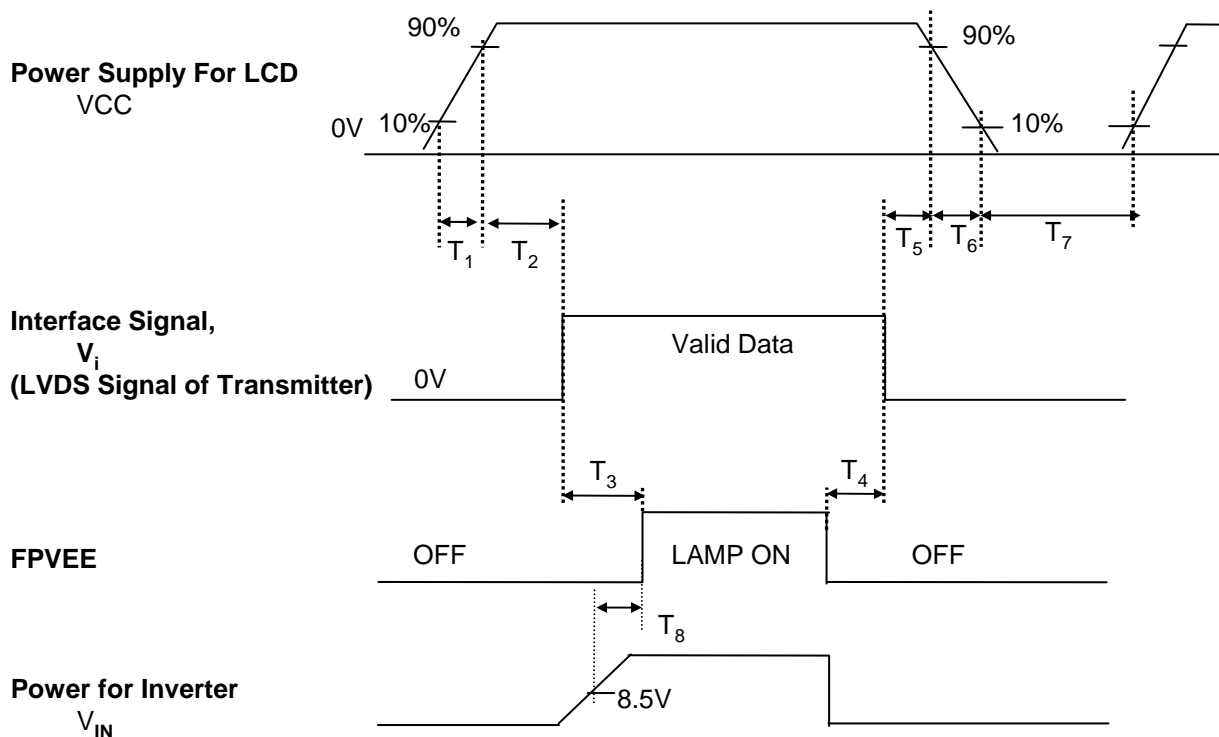 90%
90%
Power Supply For LCD
VCC
0V
10%
10%
T1
T2
T5
T6
T7
Interface Signal,
Vi
(LVDS Signal of Transmitter)
0V
Valid Data
T3
T4
FPVEE
OFF
LAMP ON
OFF
T8
Power for Inverter
VIN
8.5V